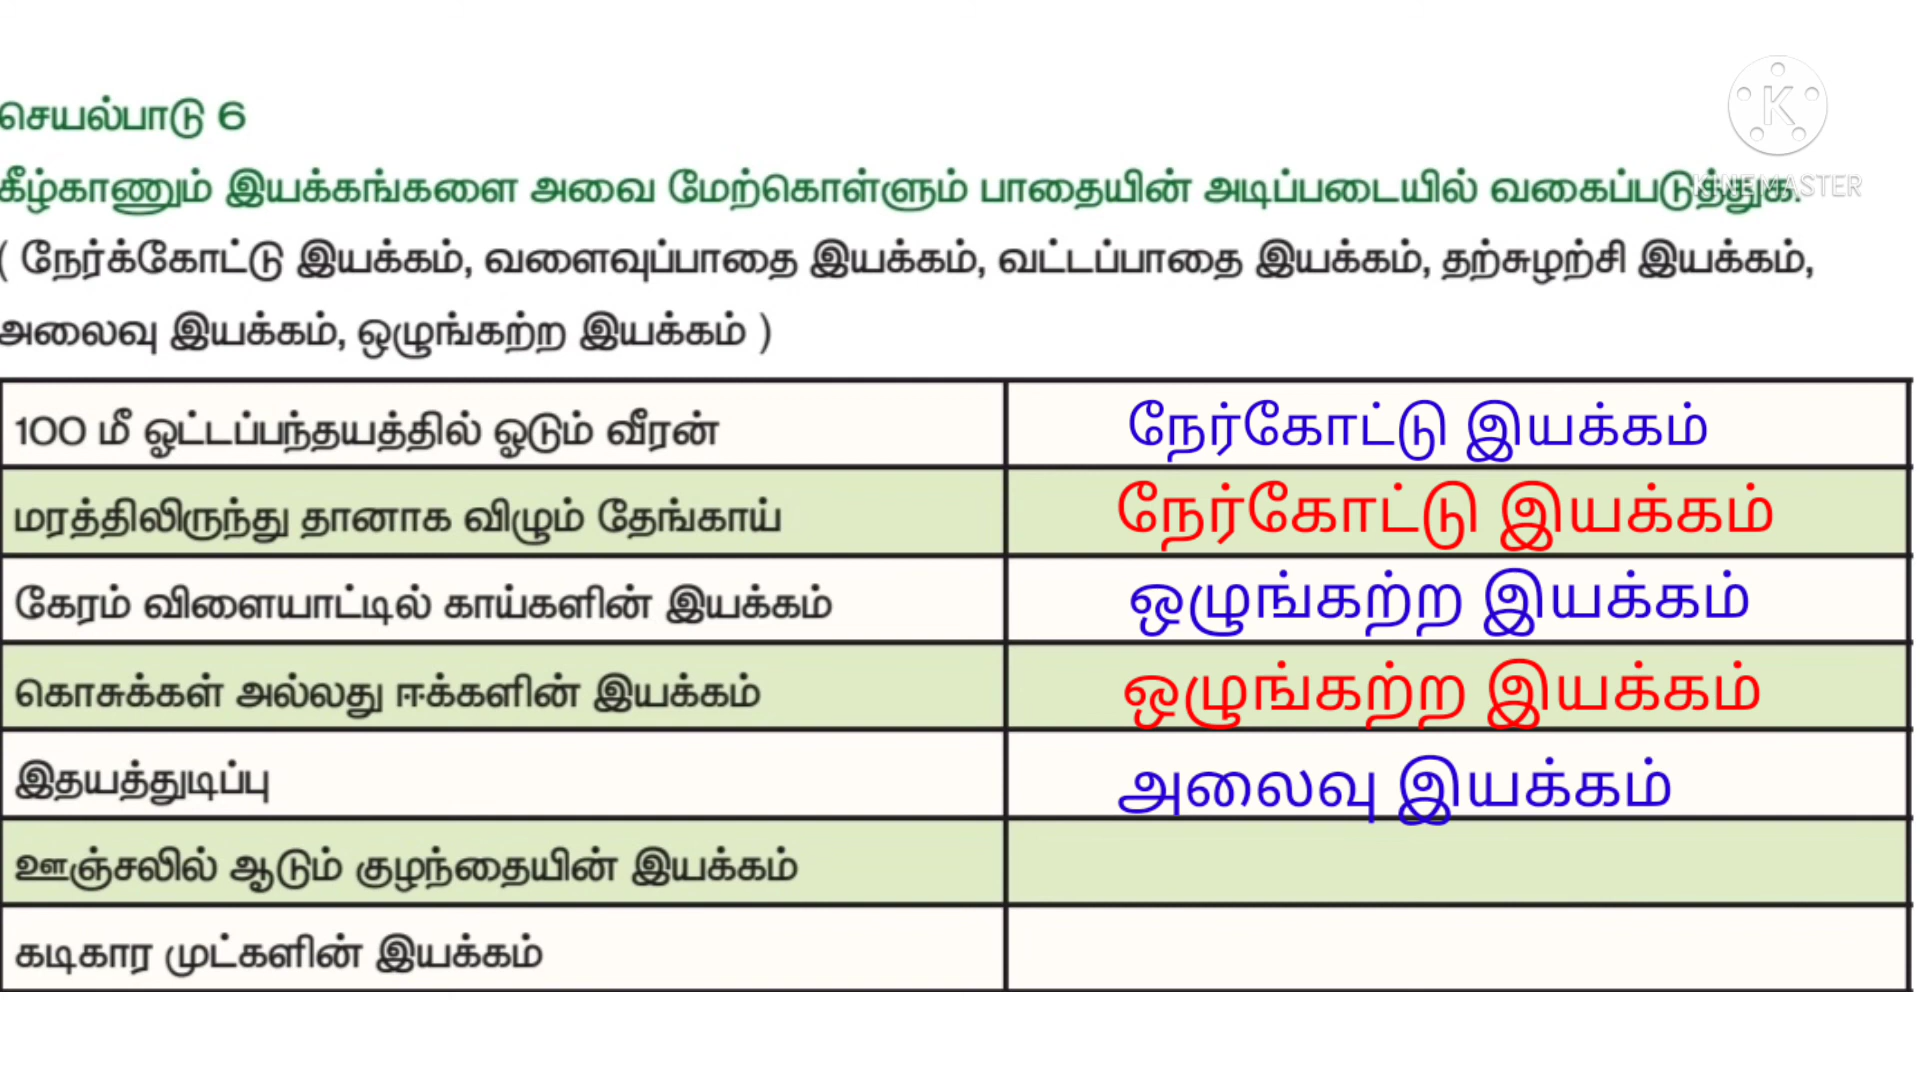 செயல்பாடு 6
KINEMASTER
கீழ்காணும் இயக்கங்களை அவை மேற்கொள்ளும் பாதையின் அடிப்படையில் வகைப்படுத்துக.
( நேர்க்கோட்டு இயக்கம், வளைவுப்பாதை இயக்கம், வட்டப்பாதை இயக்கம், தற்சுழற்சி இயக்கம்,
அலைவு இயக்கம், ஒழுங்கற்ற இயக்கம் )
100 மீ ஓட்டப்பந்தயத்தில் ஓடும் வீரன் நேர்கோட்டு இயக்கம்
மரத்திலிருந்து தானாக விழும் தேங்காய் நேர்கோட்டு இயக்கம்
கேரம் விளையாட்டில் காய்களின் இயக்கம் ஒழுங்கற்ற இயக்கம்
கொசுக்கள் அல்லது ஈக்களின் இயக்கம் ஒழுங்கற்ற இயக்கம்
இதயத்துடிப்பு அலைவு இயக்கம்
ஊஞ்சலில் ஆடும் குழந்தையின் இயக்கம்
கடிகார முட்களின் இயக்கம்